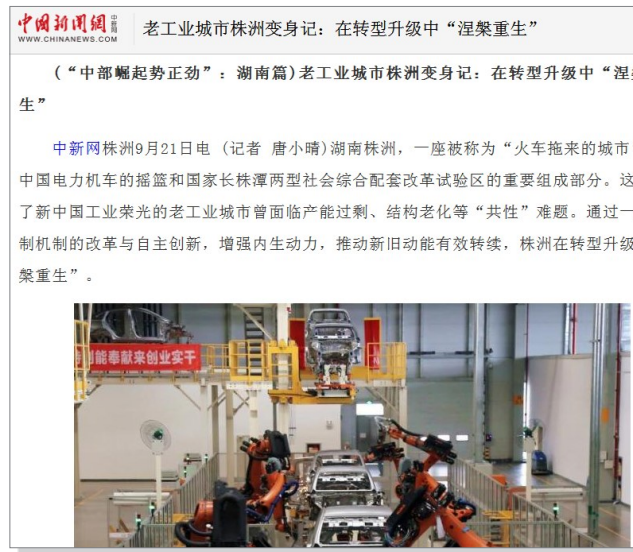 中国新闻网
中新网
WWW.CHINANEWS.COM
老工业城市株洲变身记：在转型升级中“涅槃重生”
(“中部崛起势正劲”：湖南篇)老工业城市株洲变身记：在转型升级中“涅
生”
中新网株洲9月21日电 (记者 唐小晴)湖南株洲，一座被称为“火车拖来的城市
中国电力机车的摇篮和国家长株潭两型社会综合配套改革试验区的重要组成部分。这
了新中国工业荣光的老工业城市曾面临产能过剩、结构老化等“共性”难题。通过一
制机制的改革与自主创新，增强内生动力，推动新旧动能有效转续，株洲在转型升级
槃重生”。
能奉献来创业实干